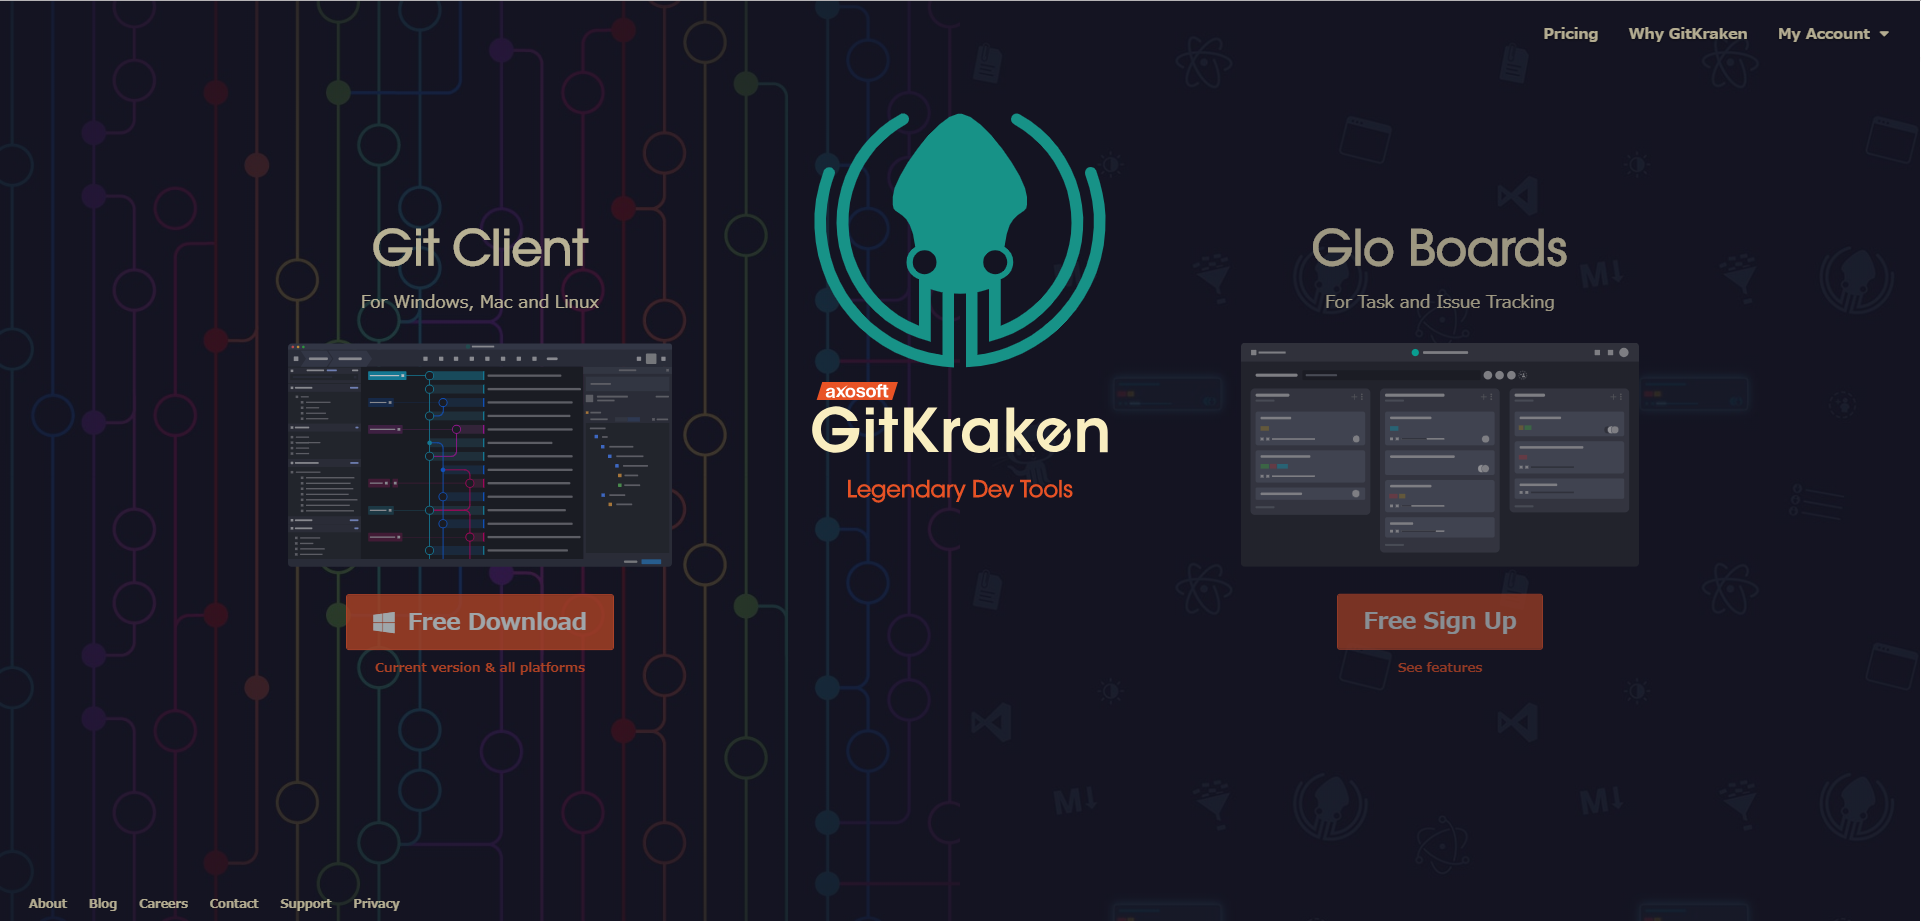 Pricing Why GitKraken My Account
Git Client
For Windows, Mac and Linux
Free Download
Current version & all platforms
axosoft
GitKraken
Legendary Dev Tools
Glo Boards
For Task and Issue Tracking
Free Sign Up
See features
About Blog Careers Contact Support Privacy